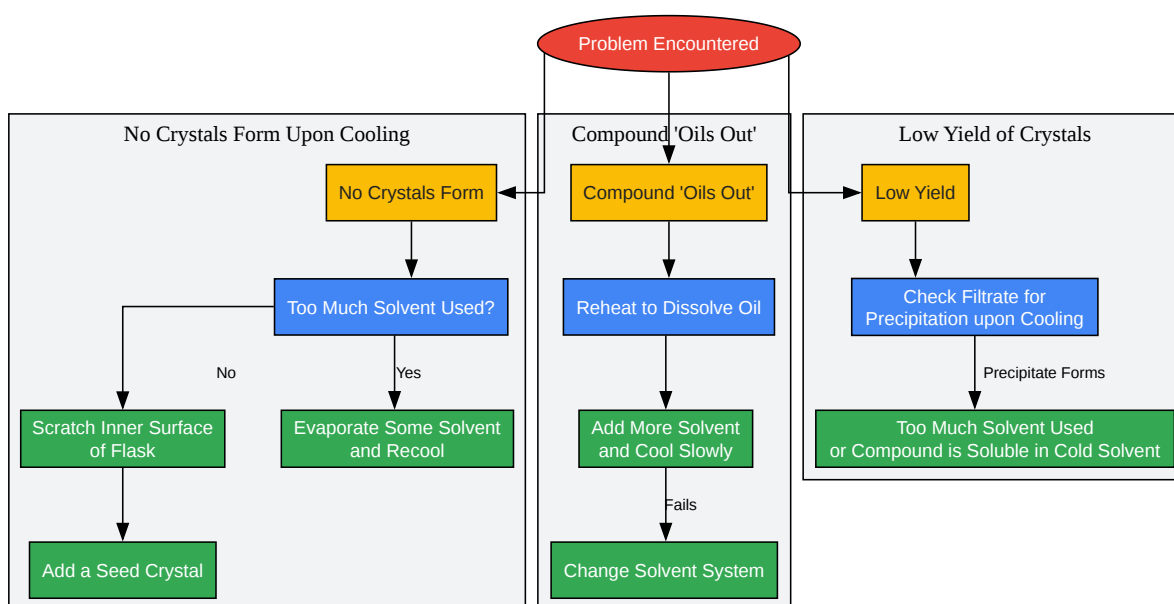 Problem Encountered
No Crystals Form Upon Cooling
Compound 'Oils Out'
Low Yield of Crystals
No Crystals Form
Compound 'Oils Out'
Low Yield
Too Much Solvent Used?
Reheat to Dissolve Oil
Check Filtrate for
Precipitation upon Cooling
No
Yes
Precipitate Forms
Scratch Inner Surface
of Flask
Evaporate Some Solvent
and Recool
Add More Solvent
and Cool Slowly
Too Much Solvent Used
or Compound is Soluble in Cold Solvent
Fails
Add a Seed Crystal
Change Solvent System